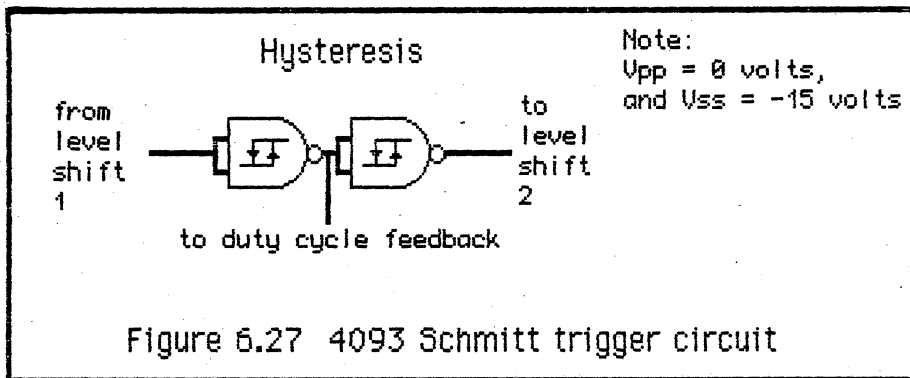 Hysteresis
Note:
Vpp = 0 volts,
and Vss = -15 volts
from
level
shift
1
to
level
shift
2
to duty cycle feedback
Figure 6.27 4093 Schmitt trigger circuit